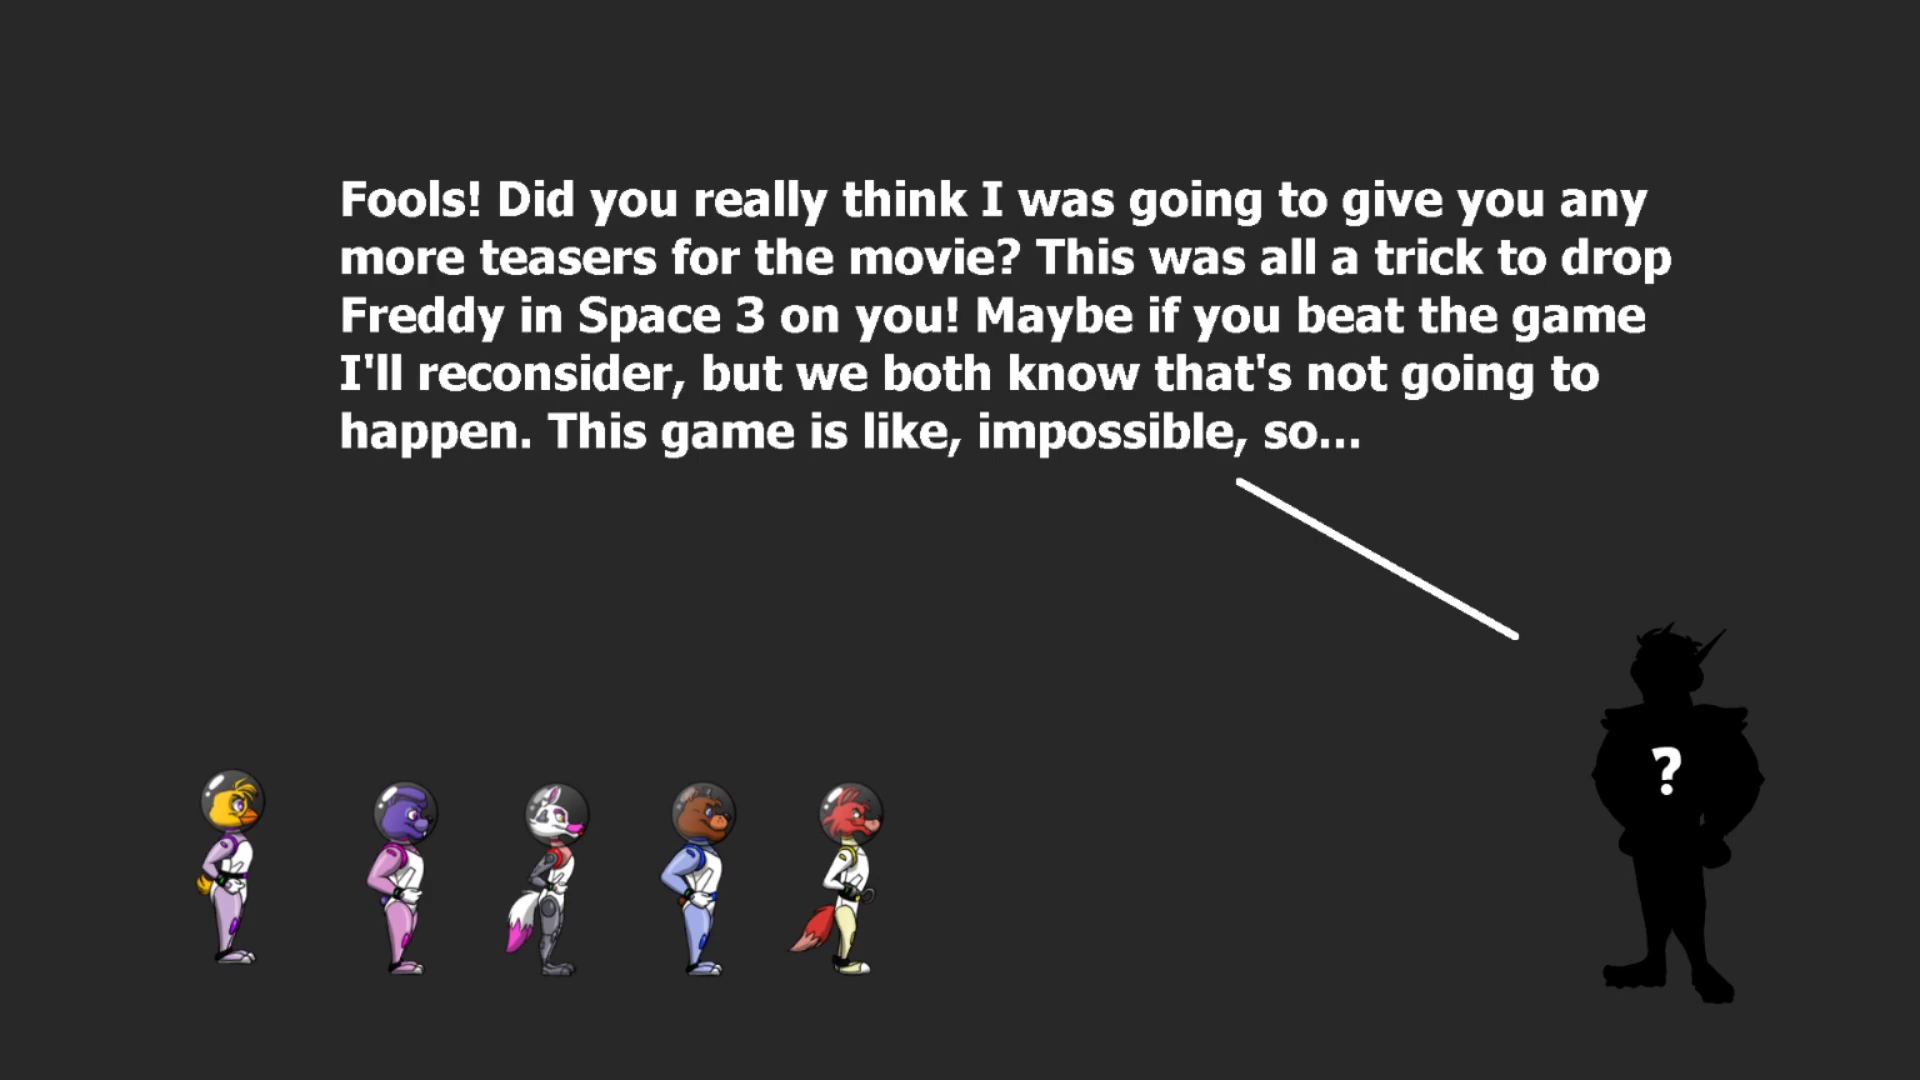 Fools! Did you really think I was going to give you any
more teasers for the movie? This was all a trick to drop
Freddy in Space 3 on you! Maybe if you beat the game
I'll reconsider, but we both know that's not going to
happen. This game is like, impossible, so...
?